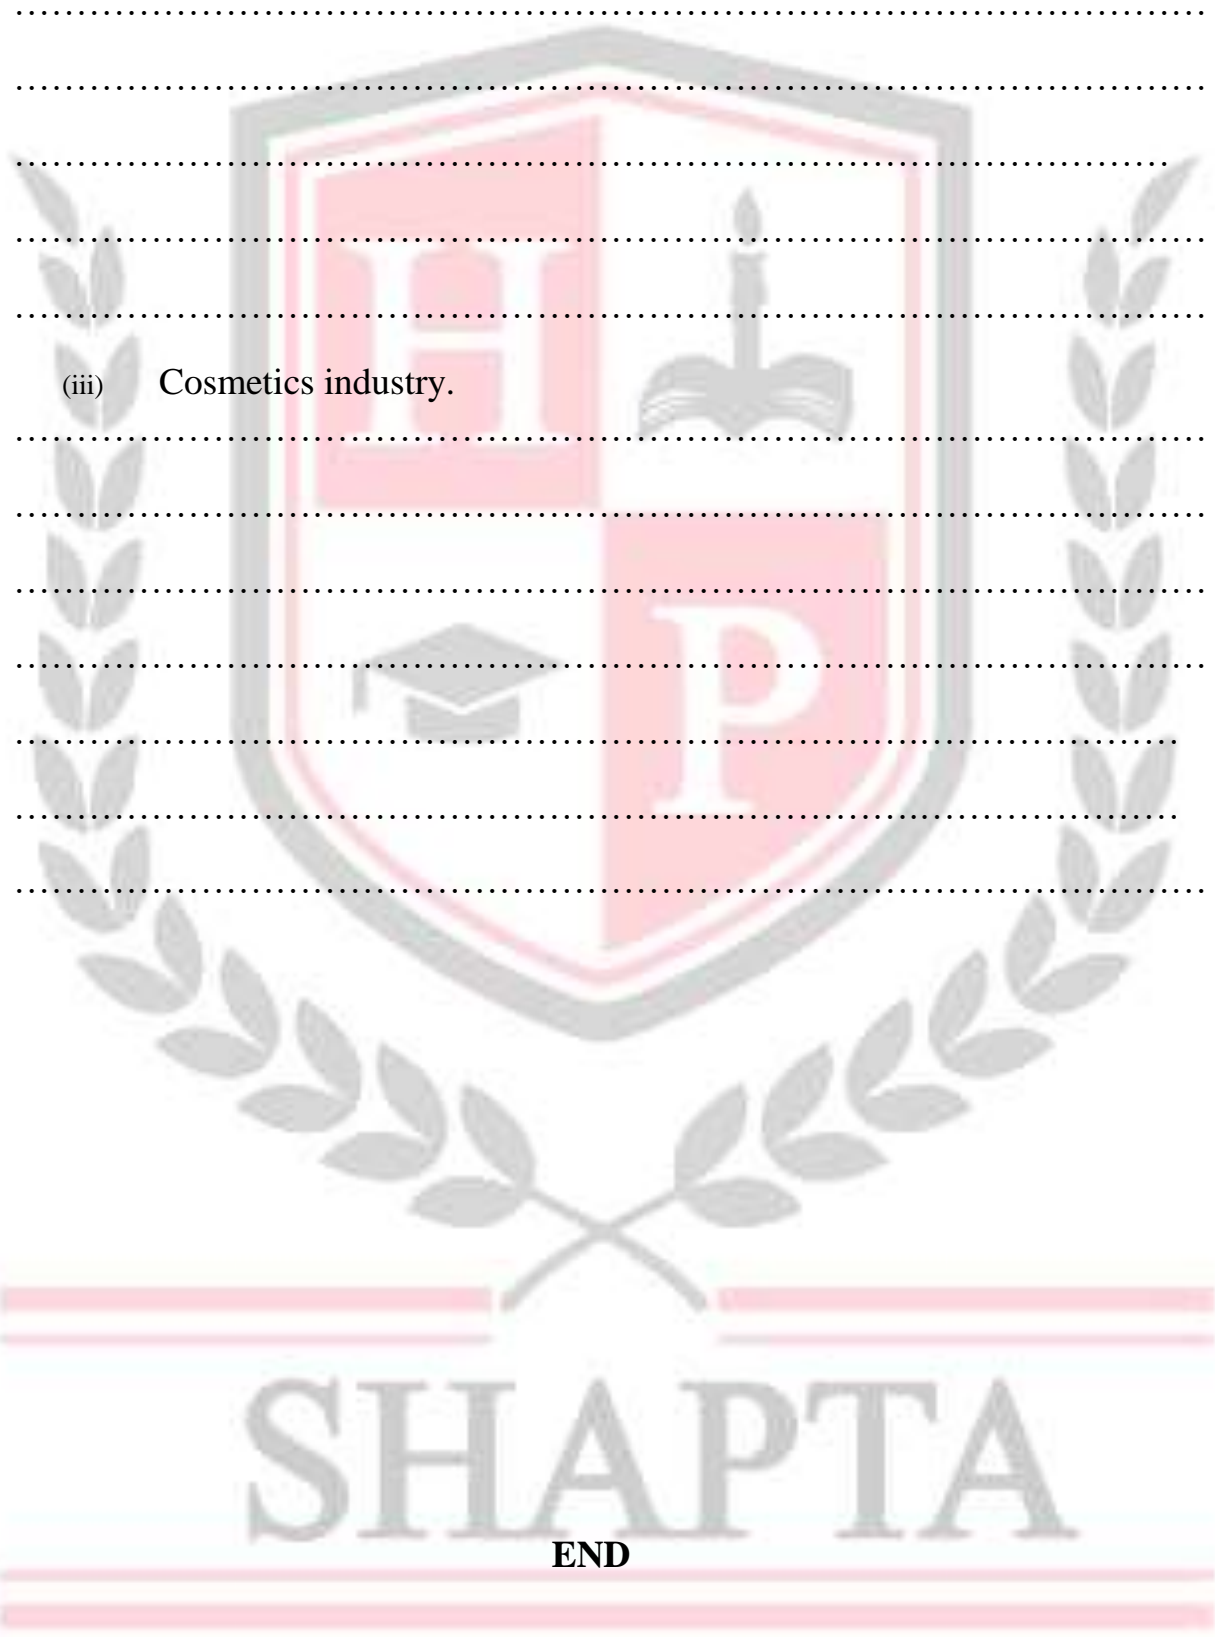 …………………………………………………………………………………………
…………………………………………………………………………………………
………………………………………………………………………………………
…………………………………………………………………………………………
…………………………………………………………………………………………
H
(iii) Cosmetics industry.
…………………………………………………………………………………………
…………………………………………………………………………………………
…………………………………………………………………………………………
…………………………………………………………………………………………
P
………………………………………………………………………………………
………………………………………………………………………………………
…………………………………………………………………………………………
SHAPTA
END